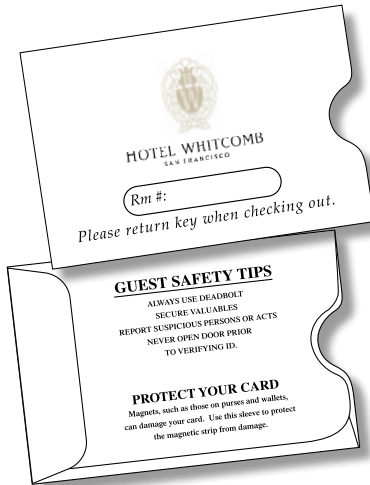 HOTEL WHITCOMB
SAN FRANCISCO
Rm #:
Please return key when checking out.
GUEST SAFETY TIPS
ALWAYS USE DEADBOLT
SECURE VALUABLES
REPORT SUSPICIOUS PERSONS OR ACTS
NEVER OPEN DOOR PRIOR
TO VERIFYING ID.
PROTECT YOUR CARD
Magnets, such as those on purses and wallets,
can damage your card. Use this sleeve to protect
the magnetic strip from damage.